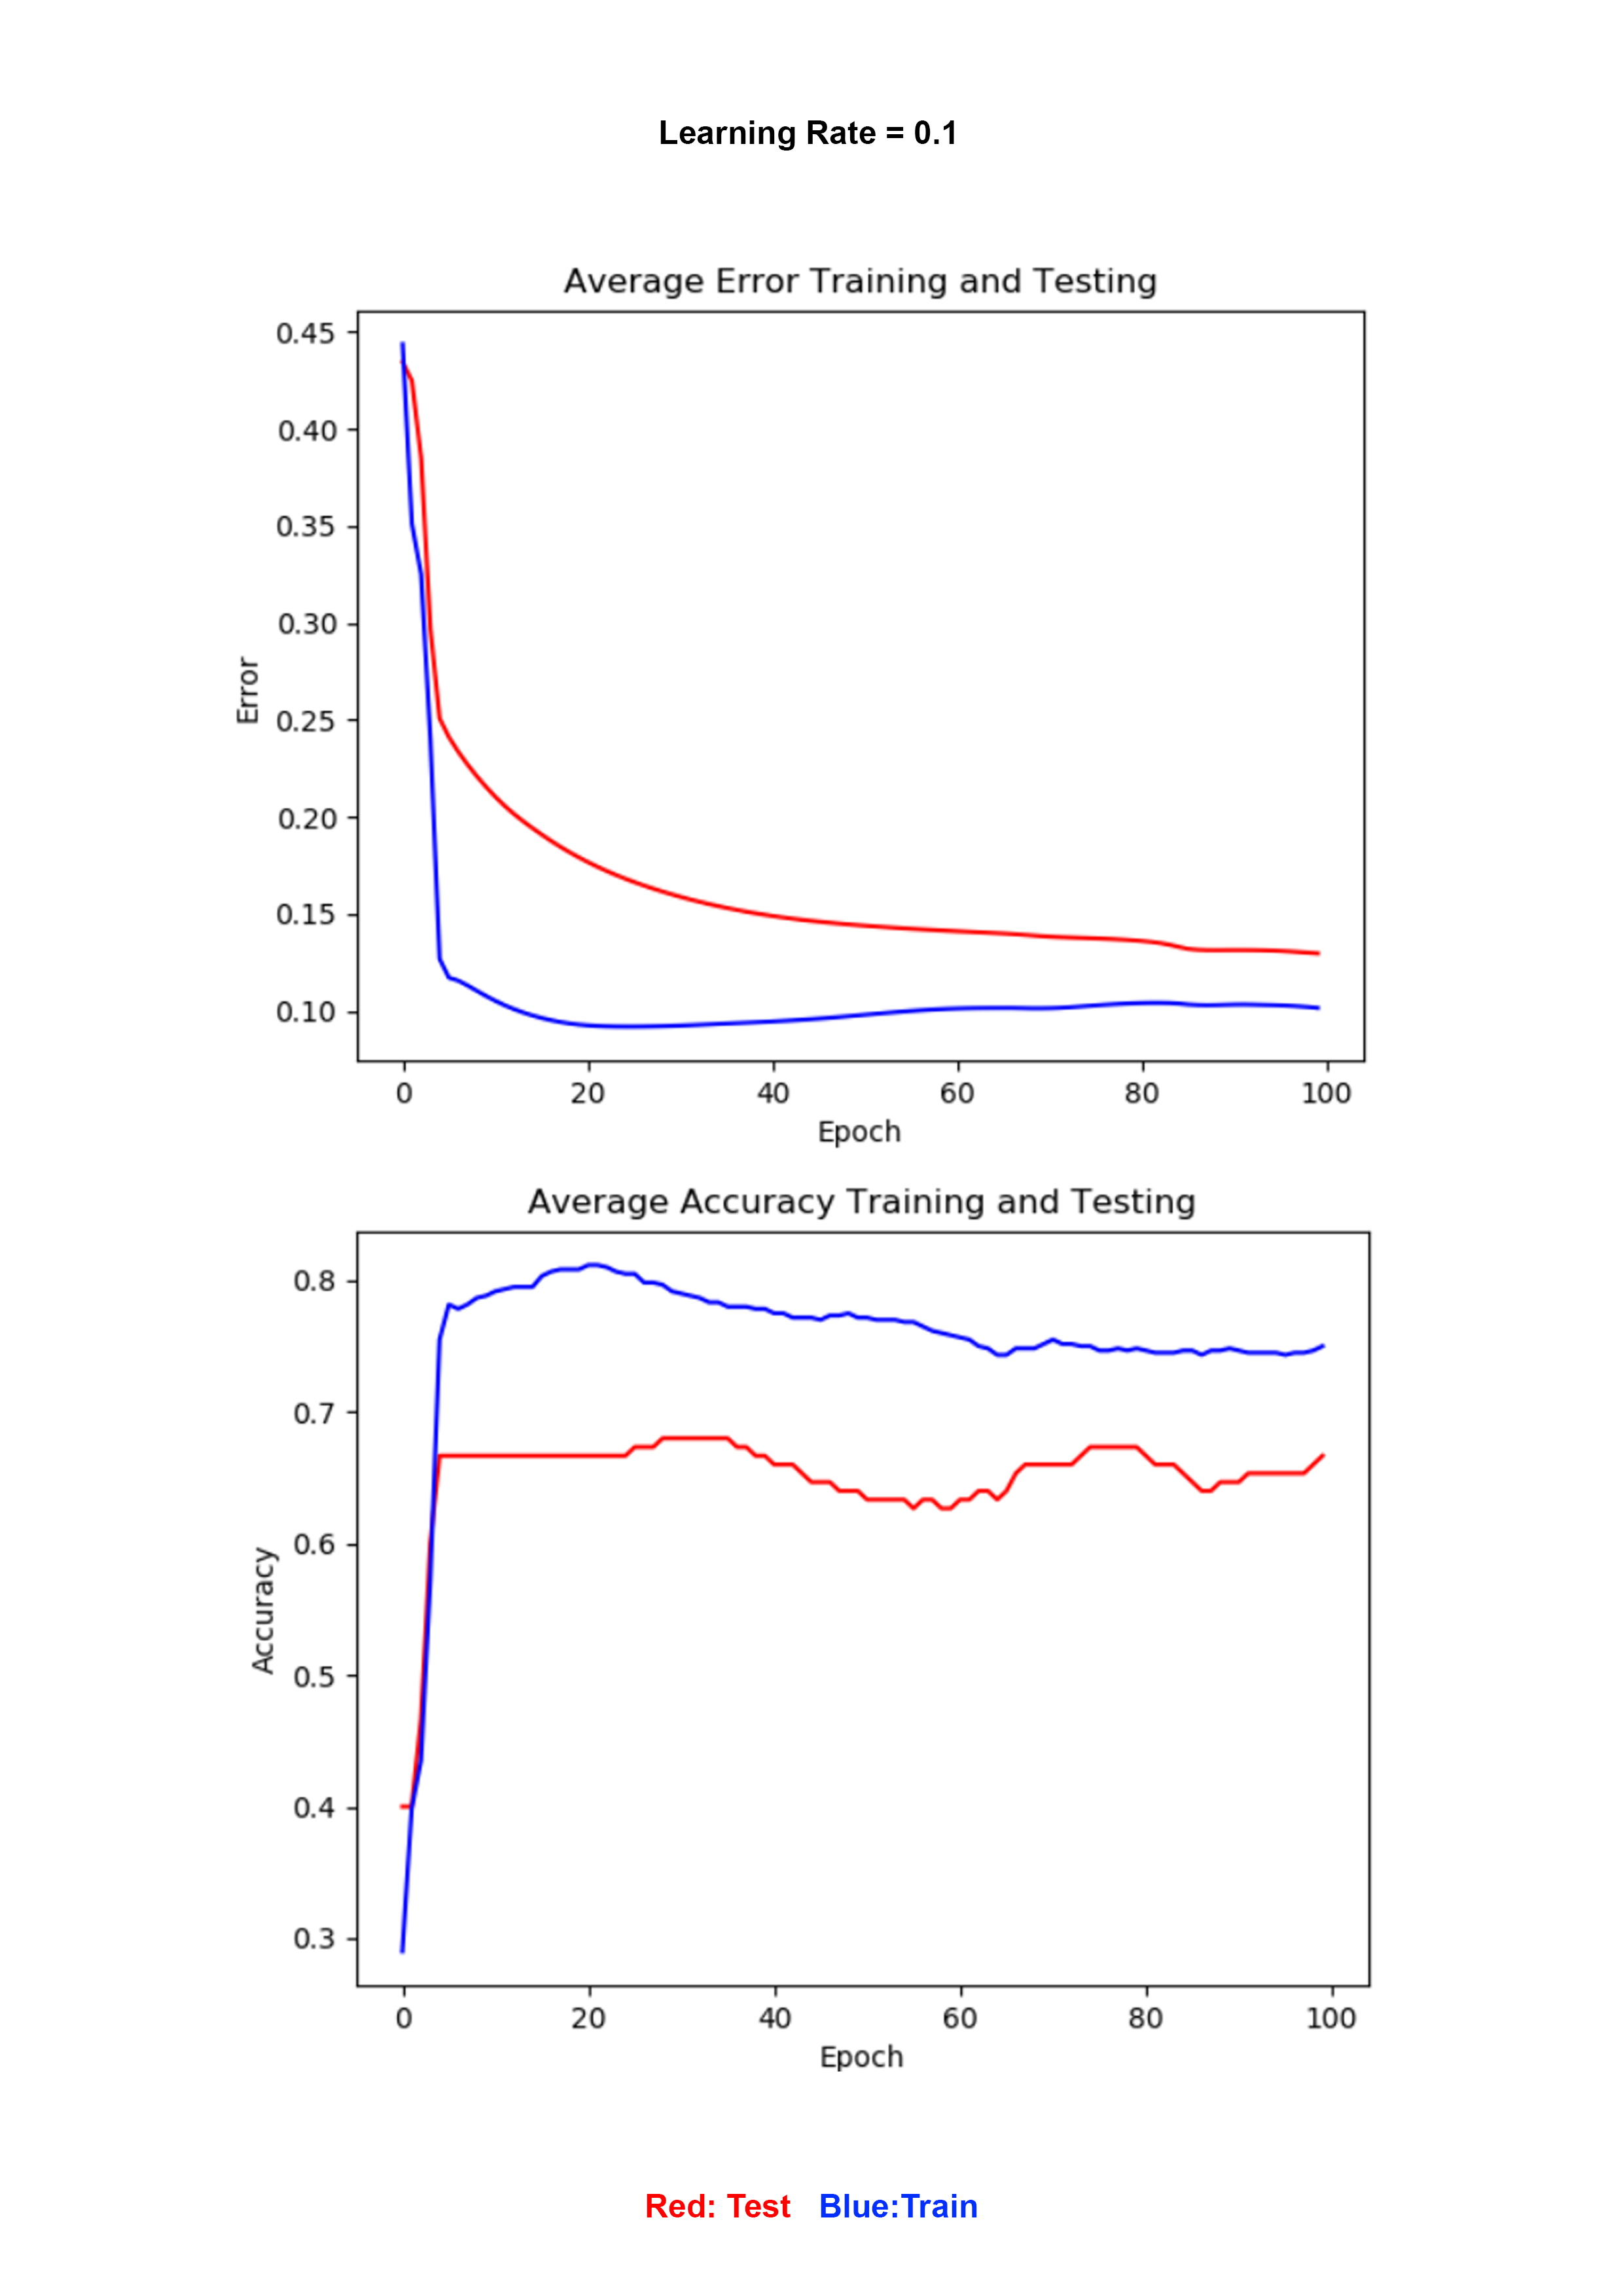 Learning Rate = 0.1
Average Error Training and Testing
0.45
0.40
0.35
0.30
0.25
0.20
0.15
0.10
Error
0 20 40 60 80 100
Epoch
Average Accuracy Training and Testing
0.8
0.7
0.6
0.5
0.4
0.3
Accuracy
0 20 40 60 80 100
Epoch
Red: Test Blue:Train